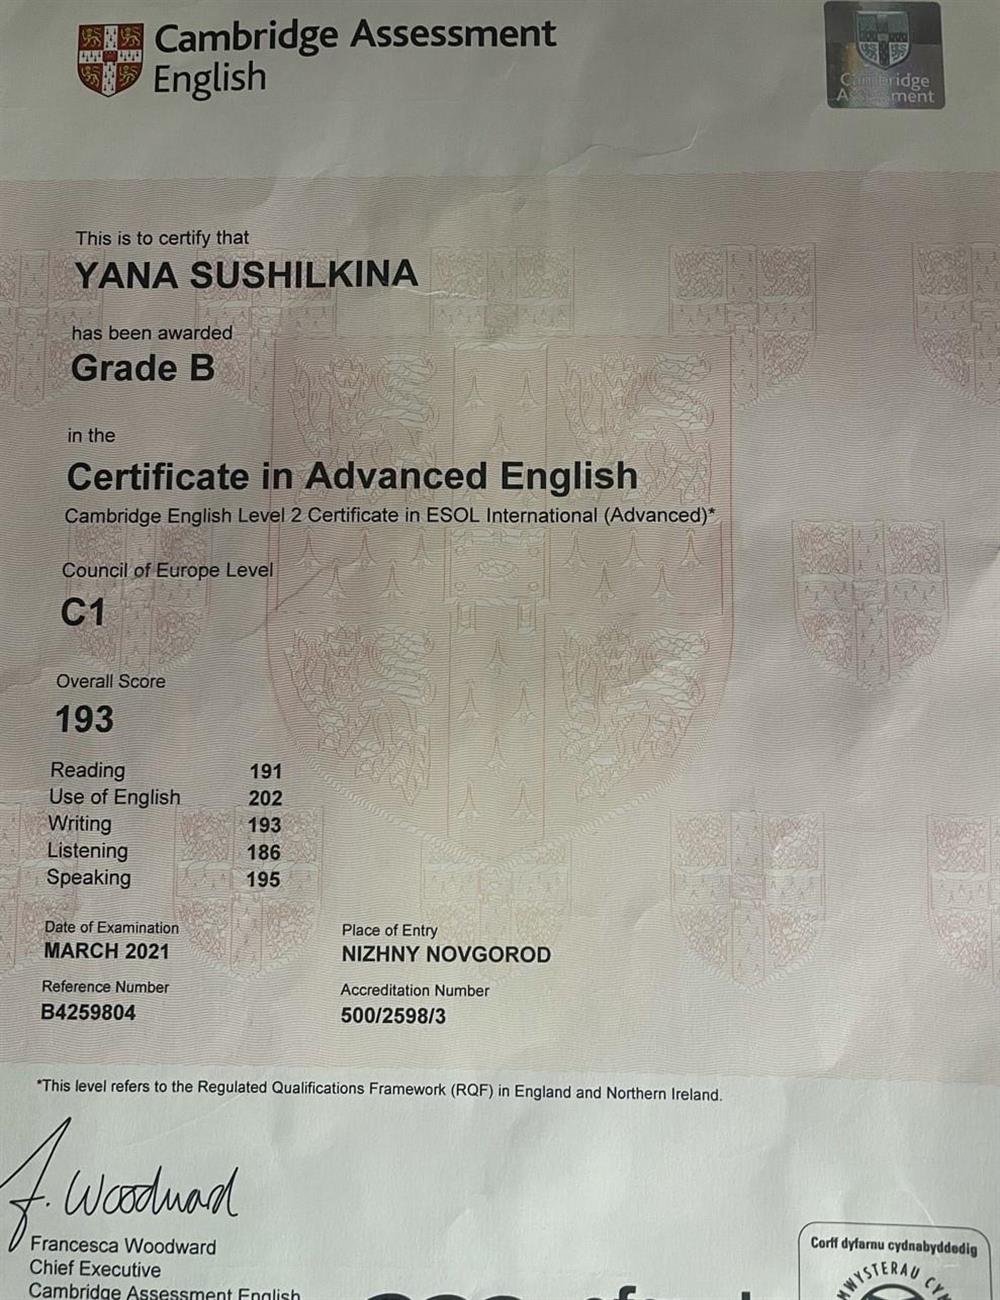 Cambridge Assessment
English
Cambridge
Assessment
This is to certify that
YANA SUSHILKINA
has been awarded
Grade B
in the
Certificate in Advanced English
Cambridge English Level 2 Certificate in ESOL International (Advanced)*
Council of Europe Level
C1
Overall Score
193
Reading 191
Use of English 202
Writing 193
Listening 186
Speaking 195
Date of Examination
MARCH 2021
Place of Entry
NIZHNY NOVGOROD
Reference Number
B4259804
Accreditation Number
500/2598/3
*This level refers to the Regulated Qualifications Framework (RQF) in England and Northern Ireland.
F. Woodward
Francesca Woodward
Chief Executive
Cambridge Assessment English
Corff dyfarnu cydnabyddedig